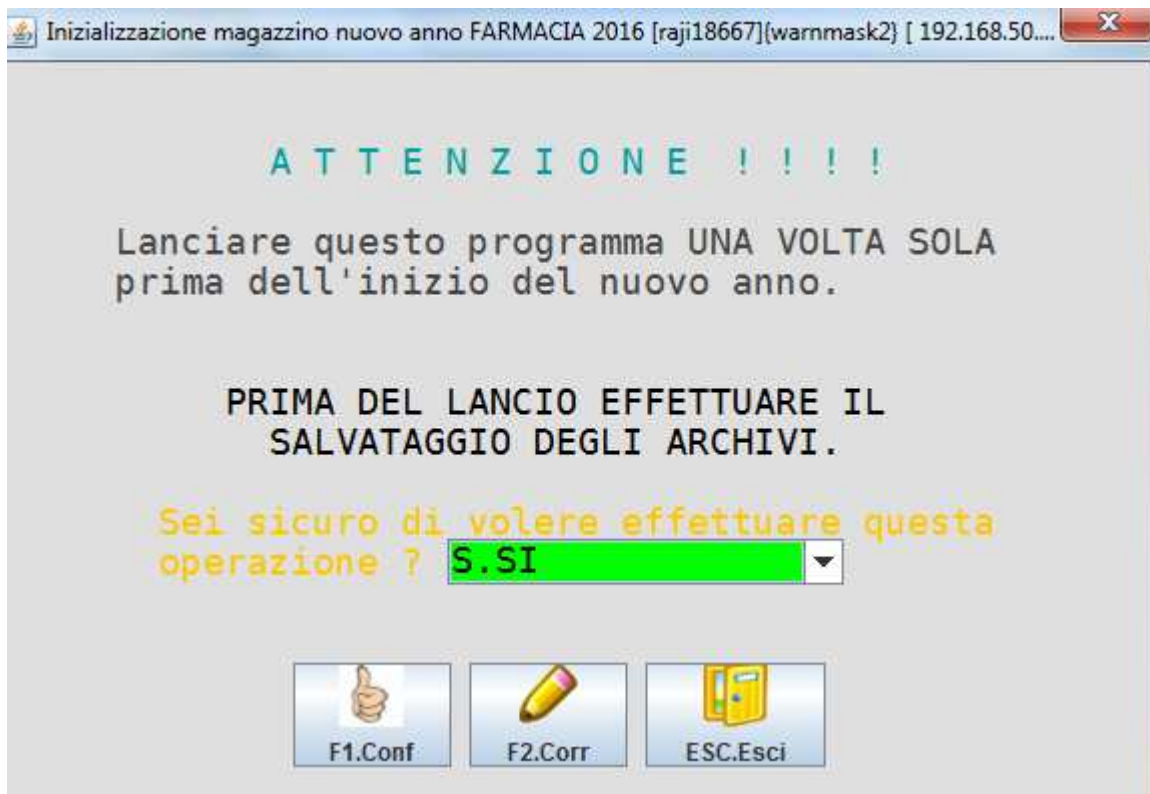 Inizializzazione magazzino nuovo anno FARMACIA 2016 [raji18667]{warnmask2} [ 192.168.50....
A T T E N Z I O N E ! ! ! !
Lanciare questo programma UNA VOLTA SOLA
prima dell'inizio del nuovo anno.
PRIMA DEL LANCIO EFFETTUARE IL
SALVATAGGIO DEGLI ARCHIVI.
Sei sicuro di volere effettuare questa
operazione ? S.SI
F1.Conf F2.Corr ESC.Esci